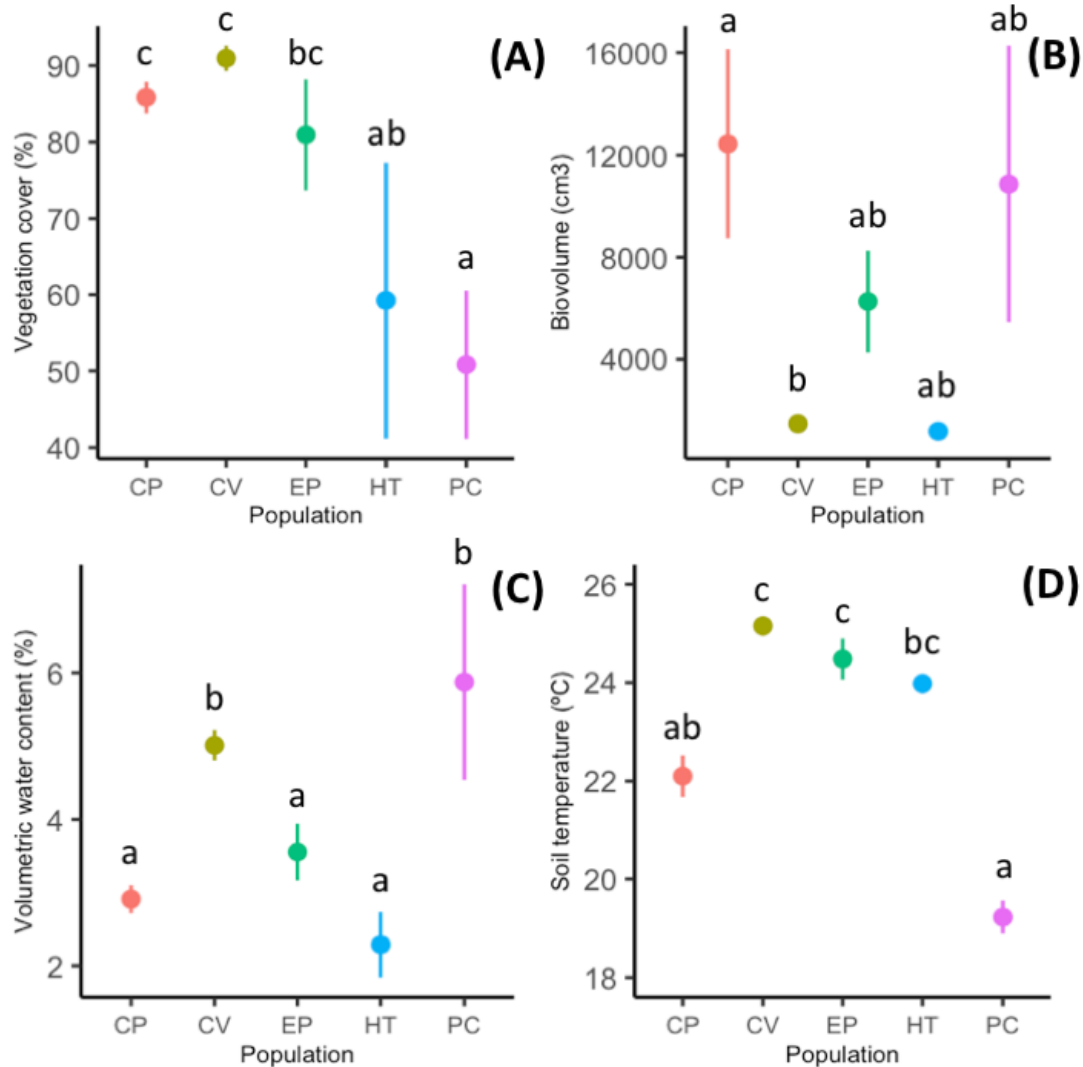 (A)
Vegetation cover (%)
90
80
70
60
50
40
c
c
bc
ab
a
CP CV EP HT PC
Population
(B)
Biovolume (cm3)
16000
12000
8000
4000
a
b
ab
ab
ab
CP CV EP HT PC
Population
(C)
Volumetric water content (%)
6
4
2
a
b
a
a
b
CP CV EP HT PC
Population
(D)
Soil temperature (ºC)
26
24
22
20
18
ab
c
c
bc
a
CP CV EP HT PC
Population